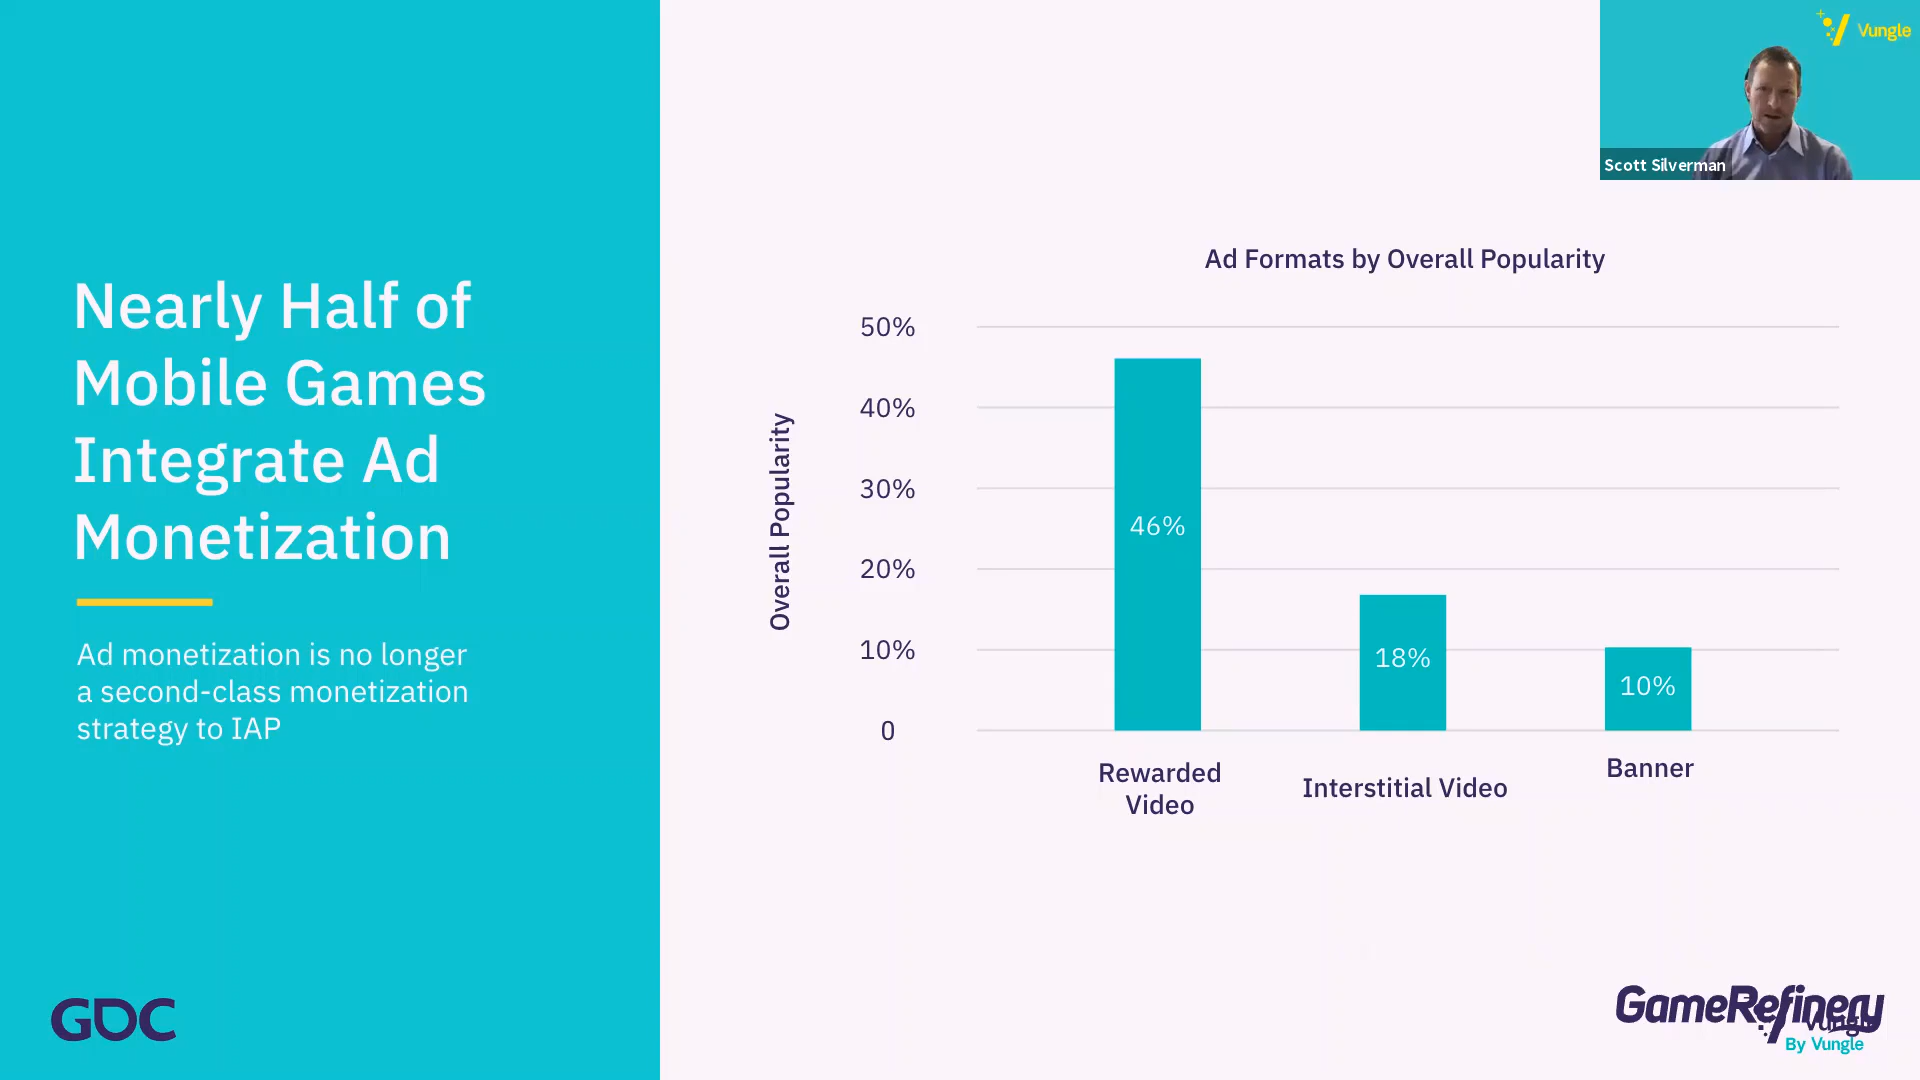 Vungle
Scott Silverman
Nearly Half of
Mobile Games
Integrate Ad
Monetization
Ad monetization is no longer
a second-class monetization
strategy to IAP
Ad Formats by Overall Popularity
Overall Popularity
50%
40%
30%
20%
10%
0
46%
18%
10%
Rewarded
Video
Interstitial Video
Banner
GDC
GameRefinery
Vungle
By Vungle